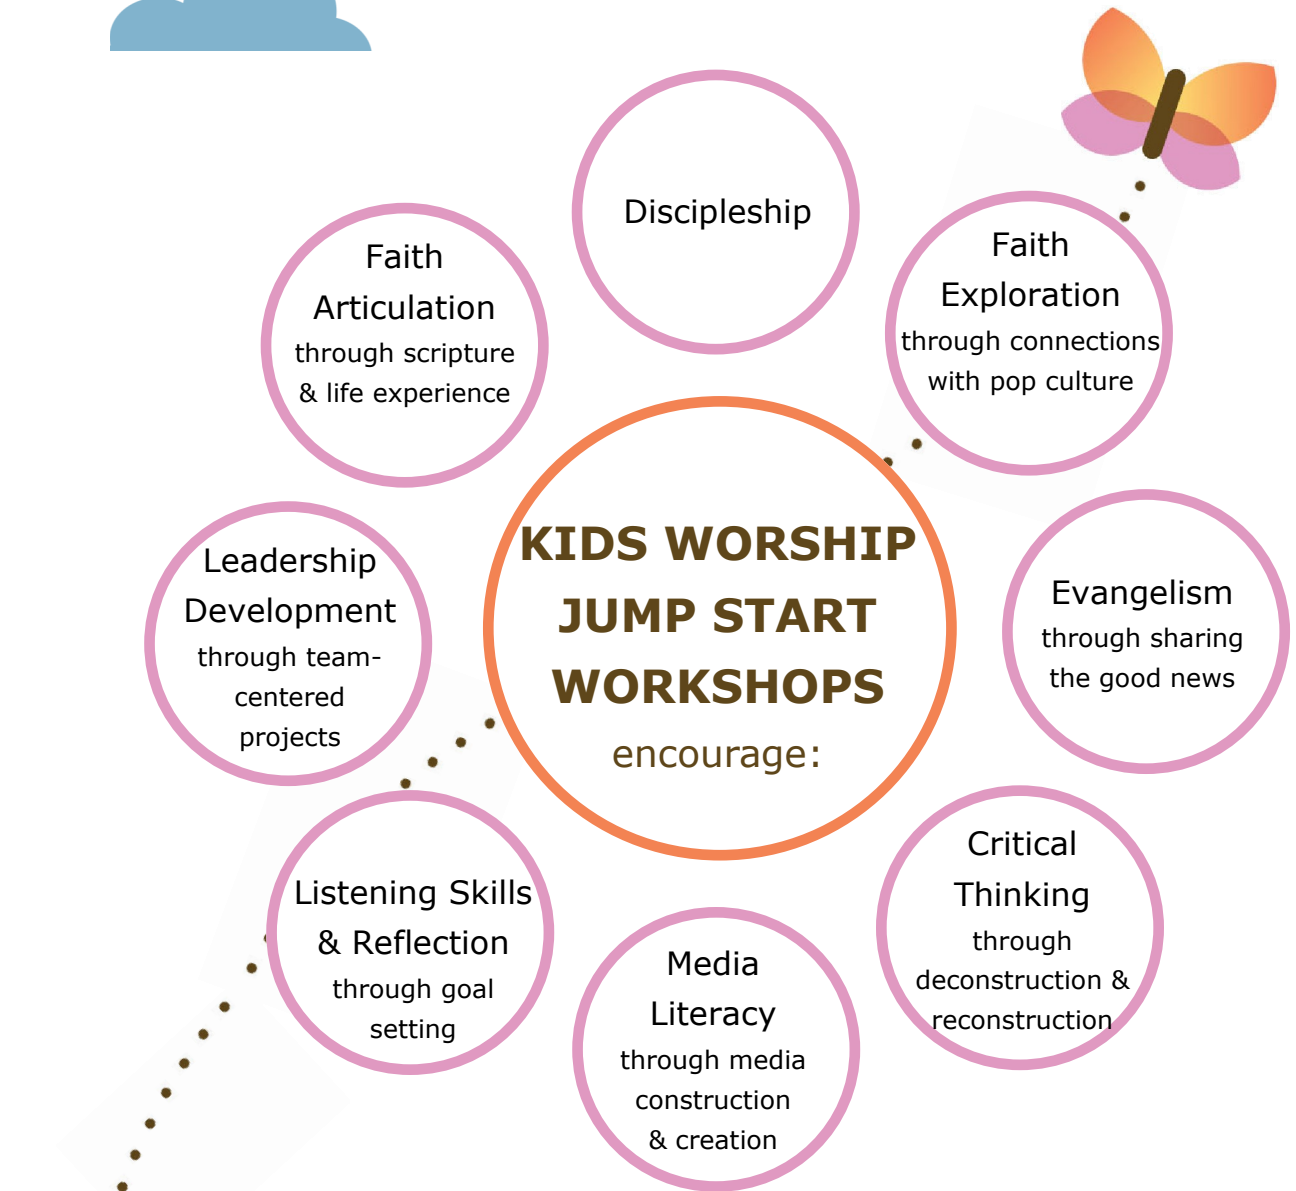 Discipleship
Faith
Exploration
through connections
with pop culture
Evangelism
through sharing
the good news
Critical
Thinking
through
deconstruction &
reconstruction
Media
Literacy
through media
construction
& creation
Listening Skills
& Reflection
through goal
setting
Leadership
Development
through team-
centered
projects
Faith
Articulation
through scripture
& life experience
KIDS WORSHIP
JUMP START
WORKSHOPS
encourage: